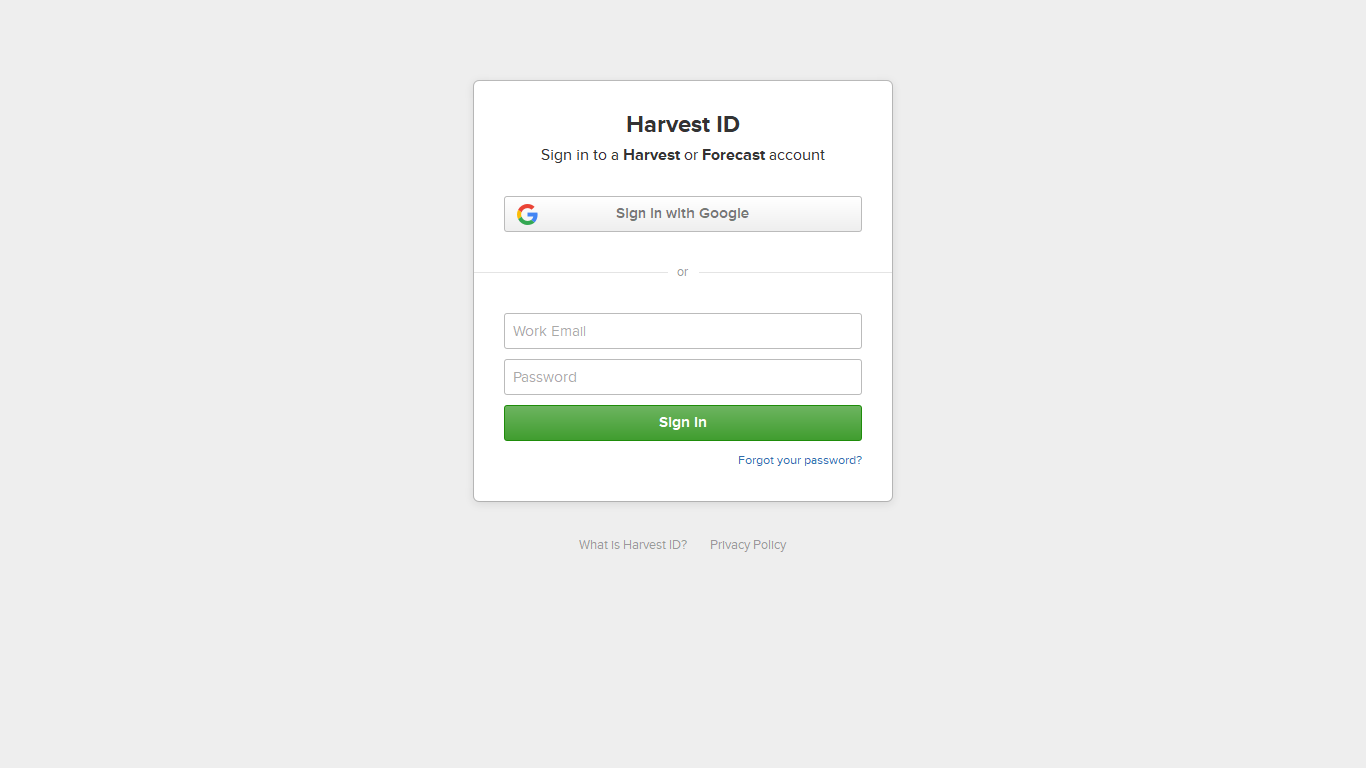 Harvest ID
Sign in to a Harvest or Forecast account
Sign in with Google
or
Work Email
Password
Sign in
Forgot your password?
What is Harvest ID? Privacy Policy